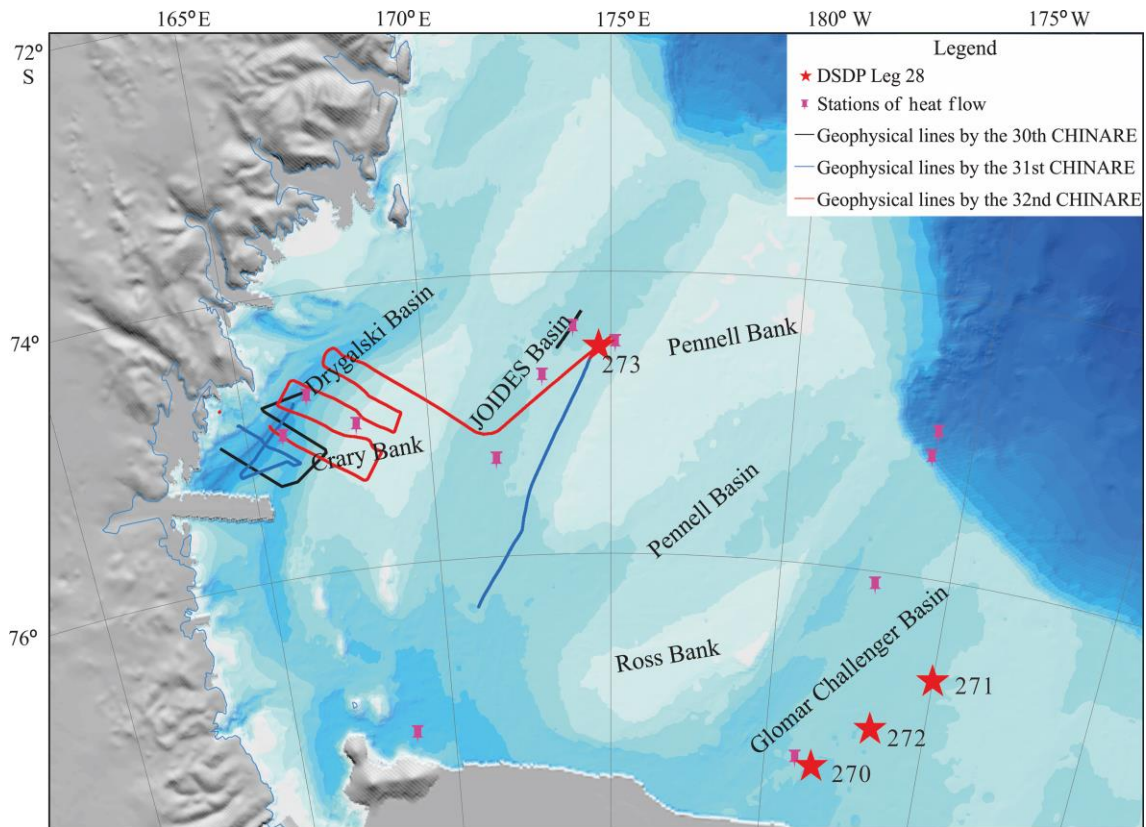 165°E
170°E
175°E
180°W
175°W
72°
S
74°
76°
Legend
DSDP Leg 28
Stations of heat flow
Geophysical lines by the 30th CHINARE
Geophysical lines by the 31st CHINARE
Geophysical lines by the 32nd CHINARE
Drygalski Basin
JOIDES Basin
Pennell Bank
273
Crary Bank
Pennell Basin
Ross Bank
Glomar Challenger Basin
271
272
270